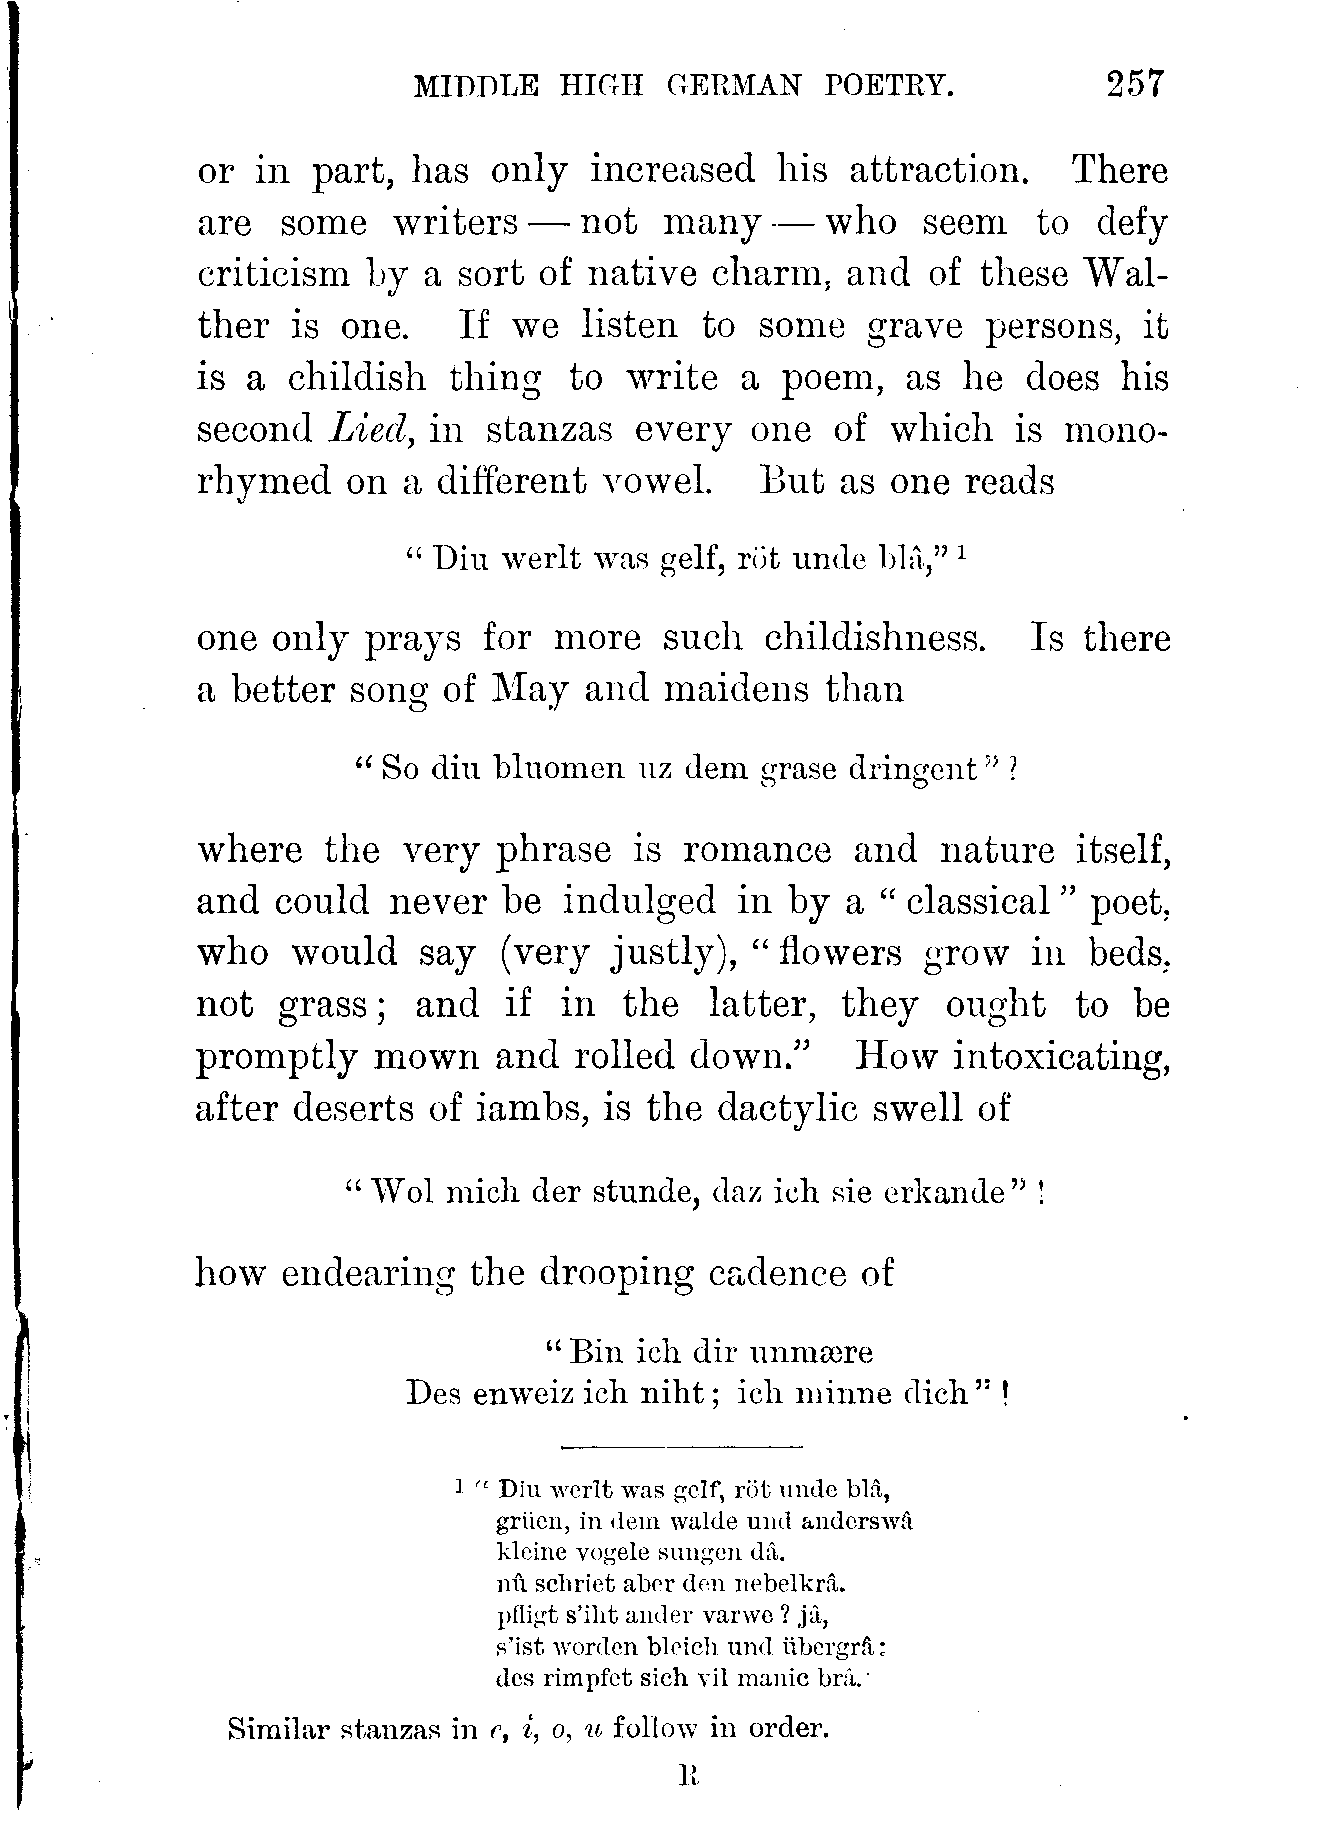 MIDDLE HIGH GERMAN POETRY. 257
or in part, has only increased his attraction. There
are some writers — not many — who seem to defy
criticism by a sort of native charm, and of these Wal-
ther is one. If we listen to some grave persons, it
is a childish thing to write a poem, as he does his
second Lied, in stanzas every one of which is mono-
rhymed on a different vowel. But as one reads
“ Diu werlt was gelf, röt unde blâ,” 1
one only prays for more such childishness. Is there
a better song of May and maidens than
“ So diu bluomen uz dem grase dringent ” ?
where the very phrase is romance and nature itself,
and could never be indulged in by a “ classical ” poet,
who would say (very justly), “ flowers grow in beds,
not grass ; and if in the latter, they ought to be
promptly mown and rolled down.” How intoxicating,
after deserts of iambs, is the dactylic swell of
“ Wol mich der stunde, daz ich sie erkande ” !
how endearing the drooping cadence of
“ Bin ich dir unmære
Des enweiz ich niht ; ich minne dich ” !
1 “ Diu werlt was gelf, röt unde blâ,
grüen, in dem walde und anderswâ
kleine vogele sungen dâ.
nû schriet aber den nebelkrâ.
pfligt s’iht ander varwe ? jâ,
s’ist worden bleich und übergrâ :
des rimpfet sich vil manic brâ.”
Similar stanzas in e, i, o, u follow in order.
R